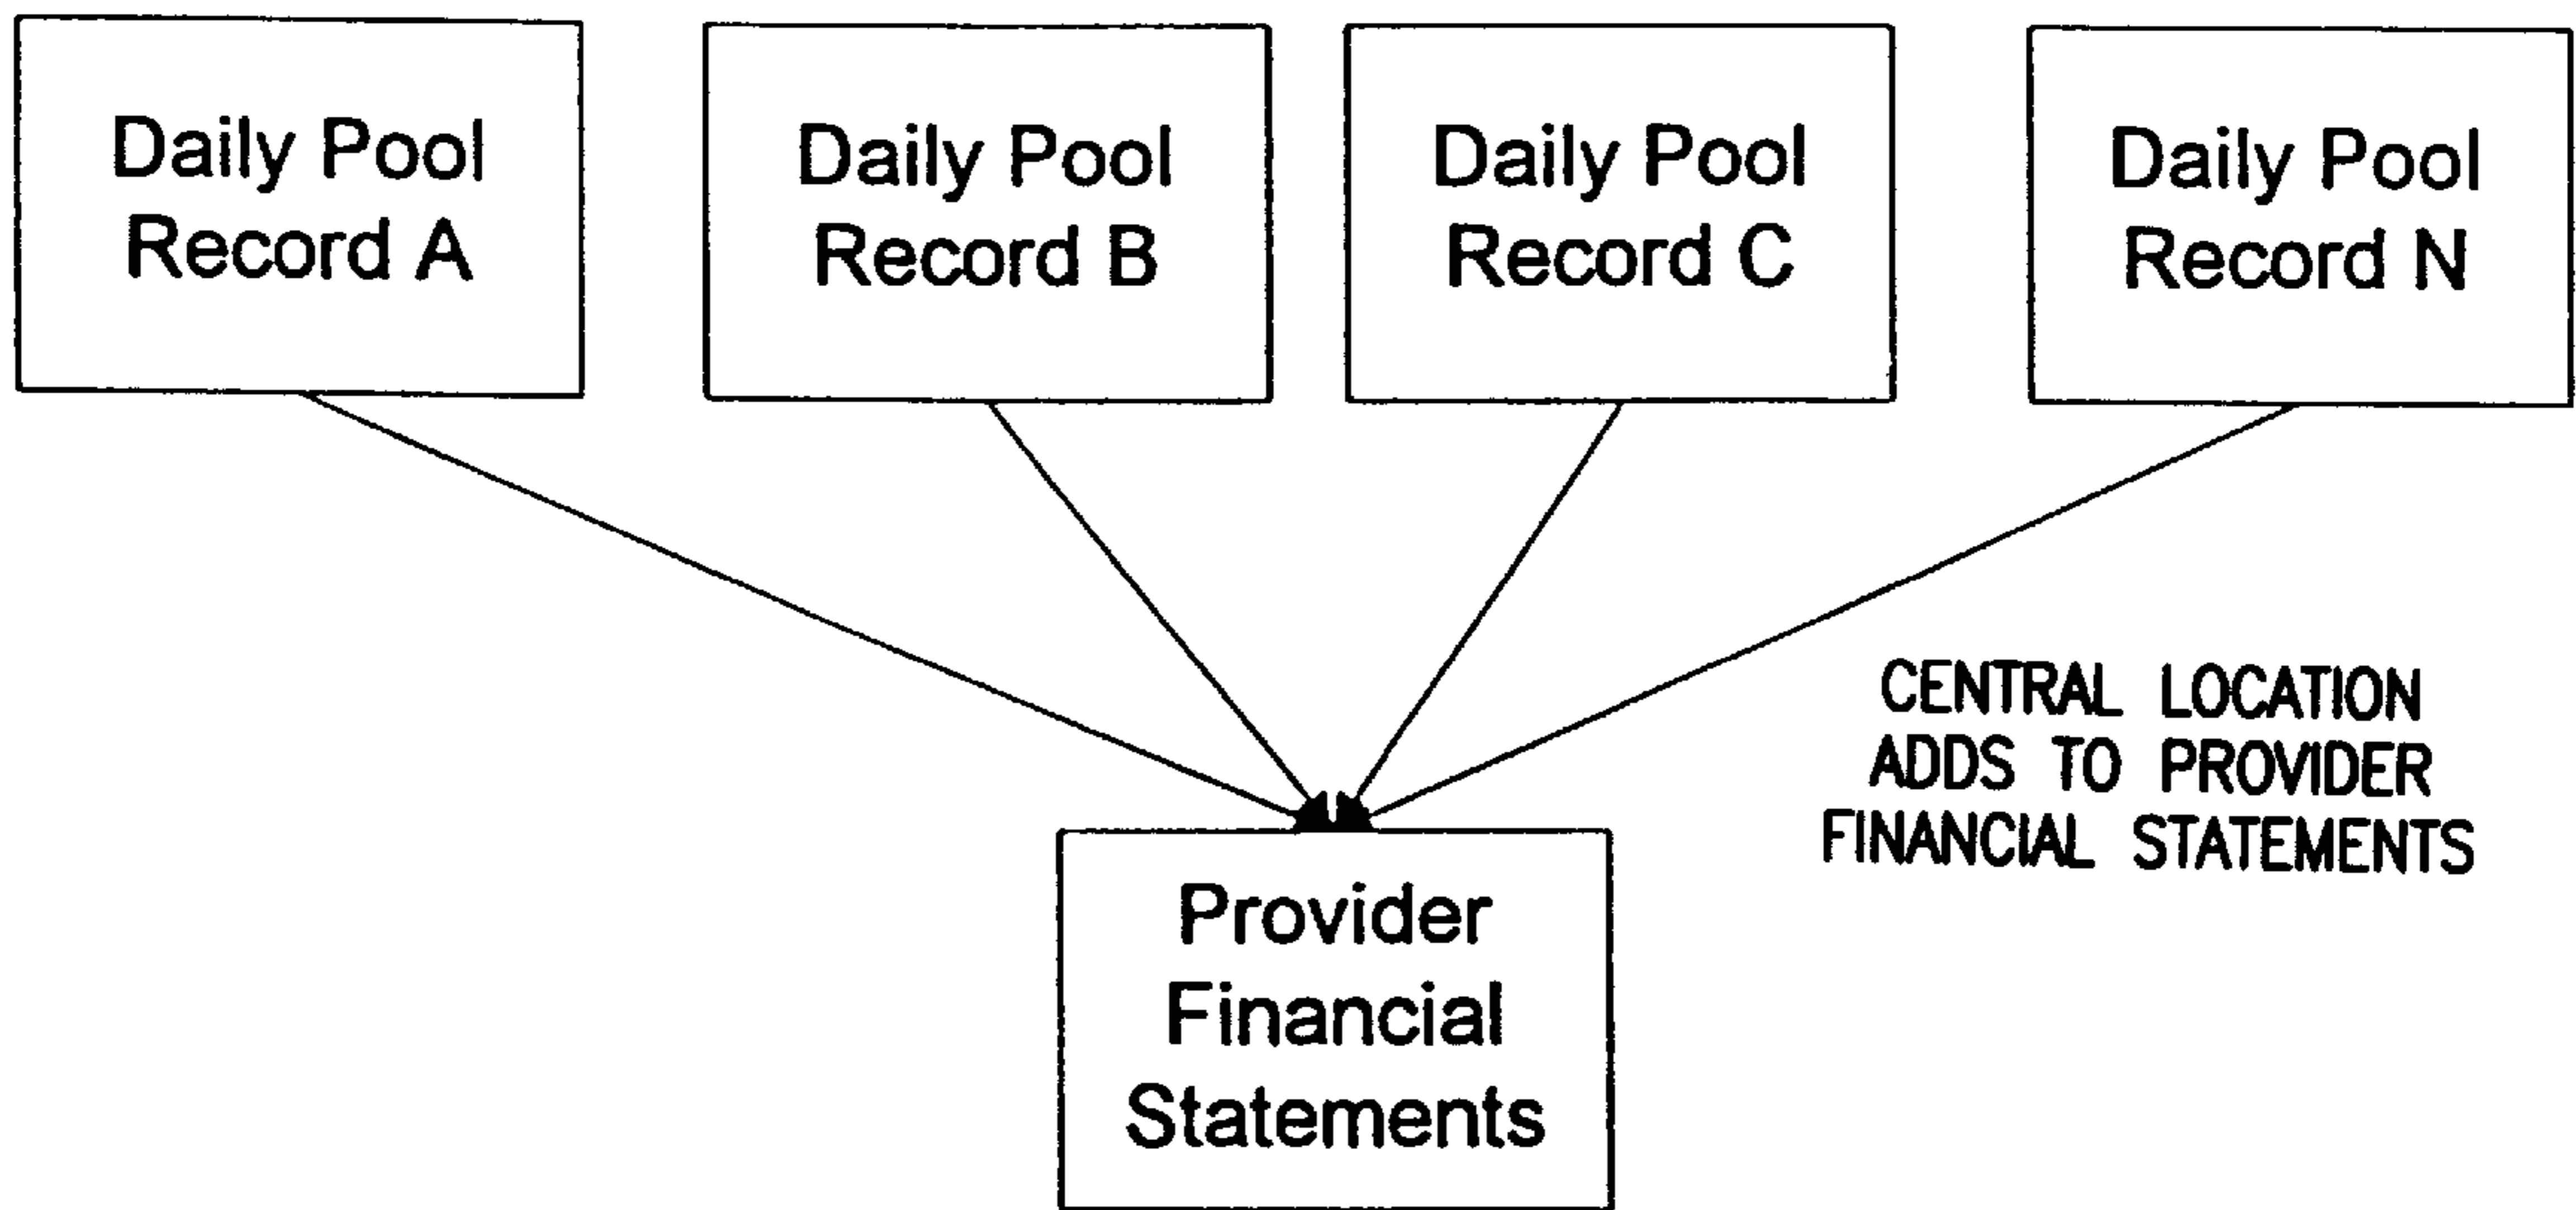 Daily Pool
Record A
Daily Pool
Record B
Daily Pool
Record C
Daily Pool
Record N
CENTRAL LOCATION
ADDS TO PROVIDER
FINANCIAL STATEMENTS
Provider
Financial
Statements